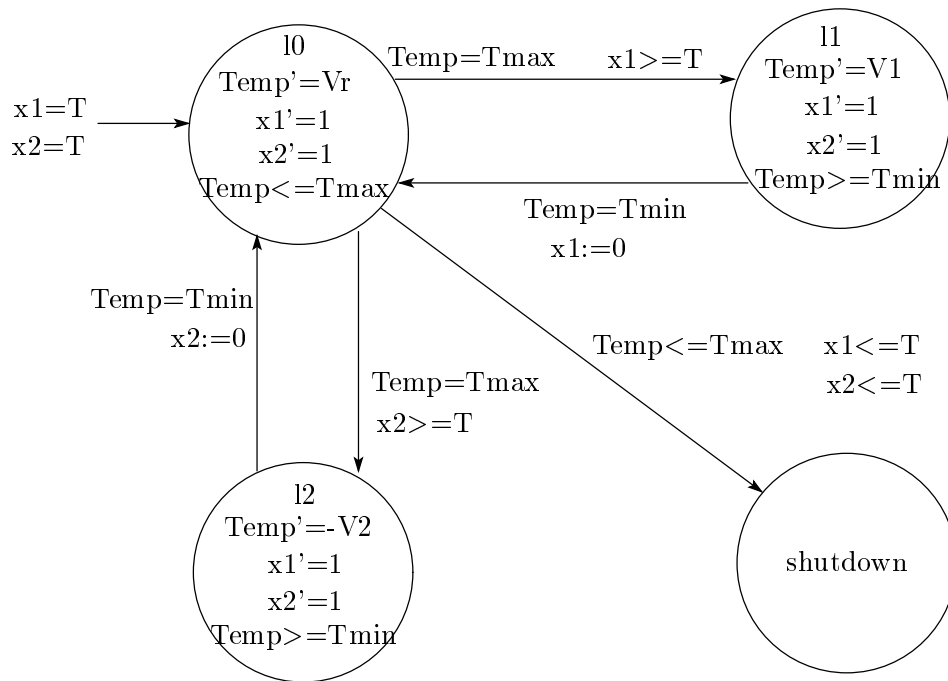 l0
Temp'=Vr
x1'=1
x2'=1
Temp<=Tmax
x1=T
x2=T
Temp=Tmax x1>=T
l1
Temp'=V1
x1'=1
x2'=1
Temp>=Tmin
Temp=Tmin
x1:=0
Temp=Tmin
x2:=0
Temp=Tmax
x2>=T
Temp<=Tmax x1<=T
x2<=T
l2
Temp'=-V2
x1'=1
x2'=1
Temp>=Tmin
shutdown